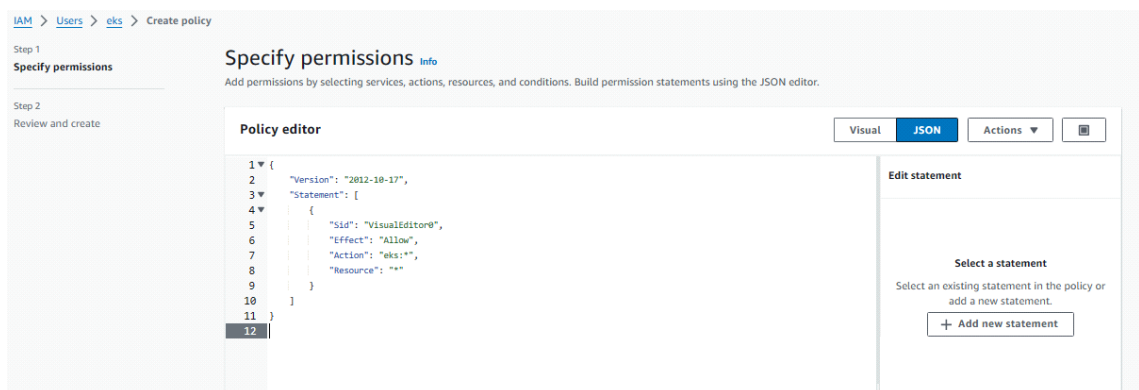 IAM > Users > eks > Create policy
Step 1
Specify permissions
Step 2
Review and create
Specify permissions Info
Add permissions by selecting services, actions, resources, and conditions. Build permission statements using the JSON editor.
Policy editor
Visual JSON Actions ▼
1 ▼ {
2 "Version": "2012-10-17",
3 ▼ "Statement": [
4 ▼ {
5 "Sid": "VisualEditor0",
6 "Effect": "Allow",
7 "Action": "eks:*",
8 "Resource": "*"
9 }
10 ]
11 }
12
Edit statement
Select a statement
Select an existing statement in the policy or
add a new statement.
+ Add new statement